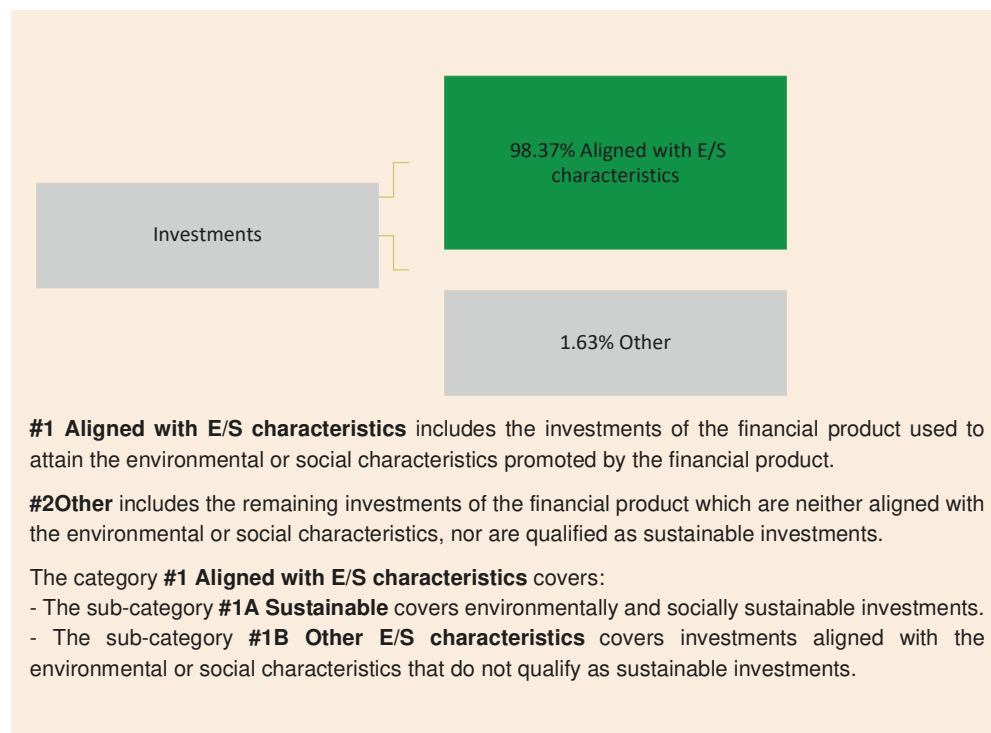 98.37% Aligned with E/S
characteristics
Investments
1.63% Other
#1 Aligned with E/S characteristics includes the investments of the financial product used to
attain the environmental or social characteristics promoted by the financial product.
#2Other includes the remaining investments of the financial product which are neither aligned with
the environmental or social characteristics, nor are qualified as sustainable investments.
The category #1 Aligned with E/S characteristics covers:
- The sub-category #1A Sustainable covers environmentally and socially sustainable investments.
- The sub-category #1B Other E/S characteristics covers investments aligned with the
environmental or social characteristics that do not qualify as sustainable investments.